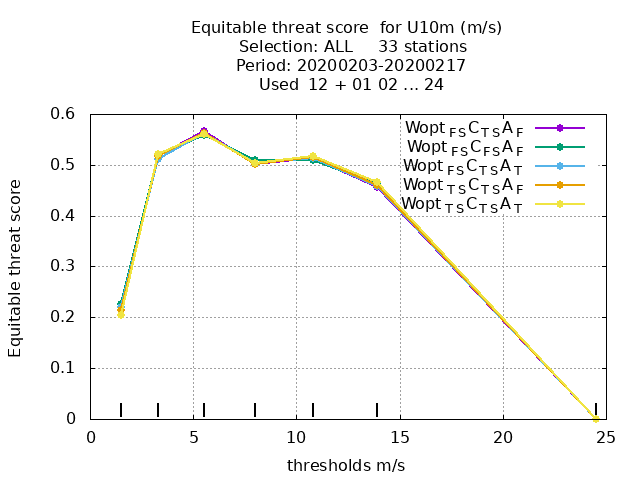 Equitable threat score for U10m (m/s)
Selection: ALL 33 stations
Period: 20200203-20200217
Used 12 + 01 02 ... 24
Wopt FS C TS A F
Wopt FS C FS A F
Wopt FS C TS A T
Wopt TS C TS A F
Wopt TS C TS A T
Equitable threat score
0.6
0.5
0.4
0.3
0.2
0.1
0
0 5 10 15 20 25
thresholds m/s